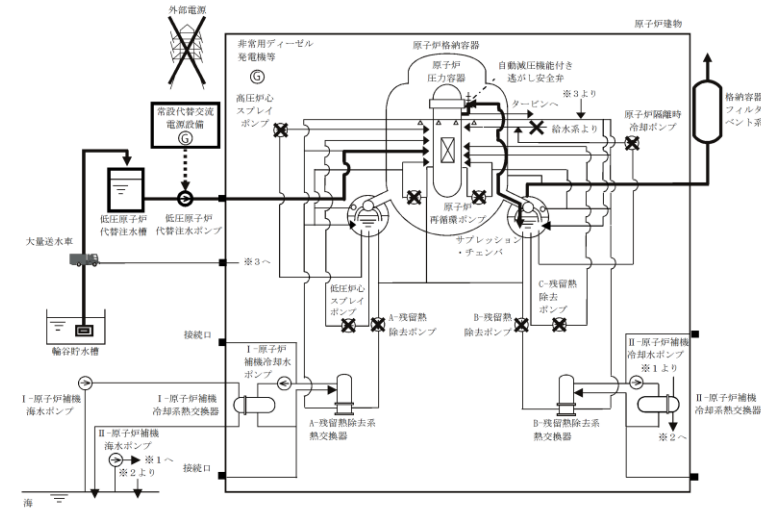 外部電源
原子炉建物
非常用ディーゼル
発電機等
G
原子炉格納容器
原子炉
圧力容器
自動減圧機能付き
逃がし安全弁
タービンへ
※3より
給水系より
高圧炉心
スプレイ
ポンプ
原子炉隔離時
冷却ポンプ
格納容器
フィルタ
ベント系
常設代替交流
電源設備
G
低圧原子炉
代替注水槽
低圧原子炉
代替注水ポンプ
原子炉
再循環ポンプ
サプレッション
・チェンバ
大量送水車
※3へ
低圧炉心
スプレイ
ポンプ
A-残留熱
除去ポンプ
B-残留熱
除去ポンプ
C-残留熱
除去
ポンプ
輪谷貯水槽
接続口
Ⅰ-原子炉
補機冷却水
ポンプ
Ⅱ-原子炉補機
冷却水ポンプ
※1より
Ⅰ-原子炉補機
海水ポンプ
Ⅰ-原子炉補機
冷却系熱交換器
A-残留熱除去系
熱交換器
B-残留熱除去系
熱交換器
Ⅱ-原子炉補機
冷却系熱交換器
※2へ
Ⅱ-原子炉補機
海水ポンプ
※1へ
※2より
接続口
海